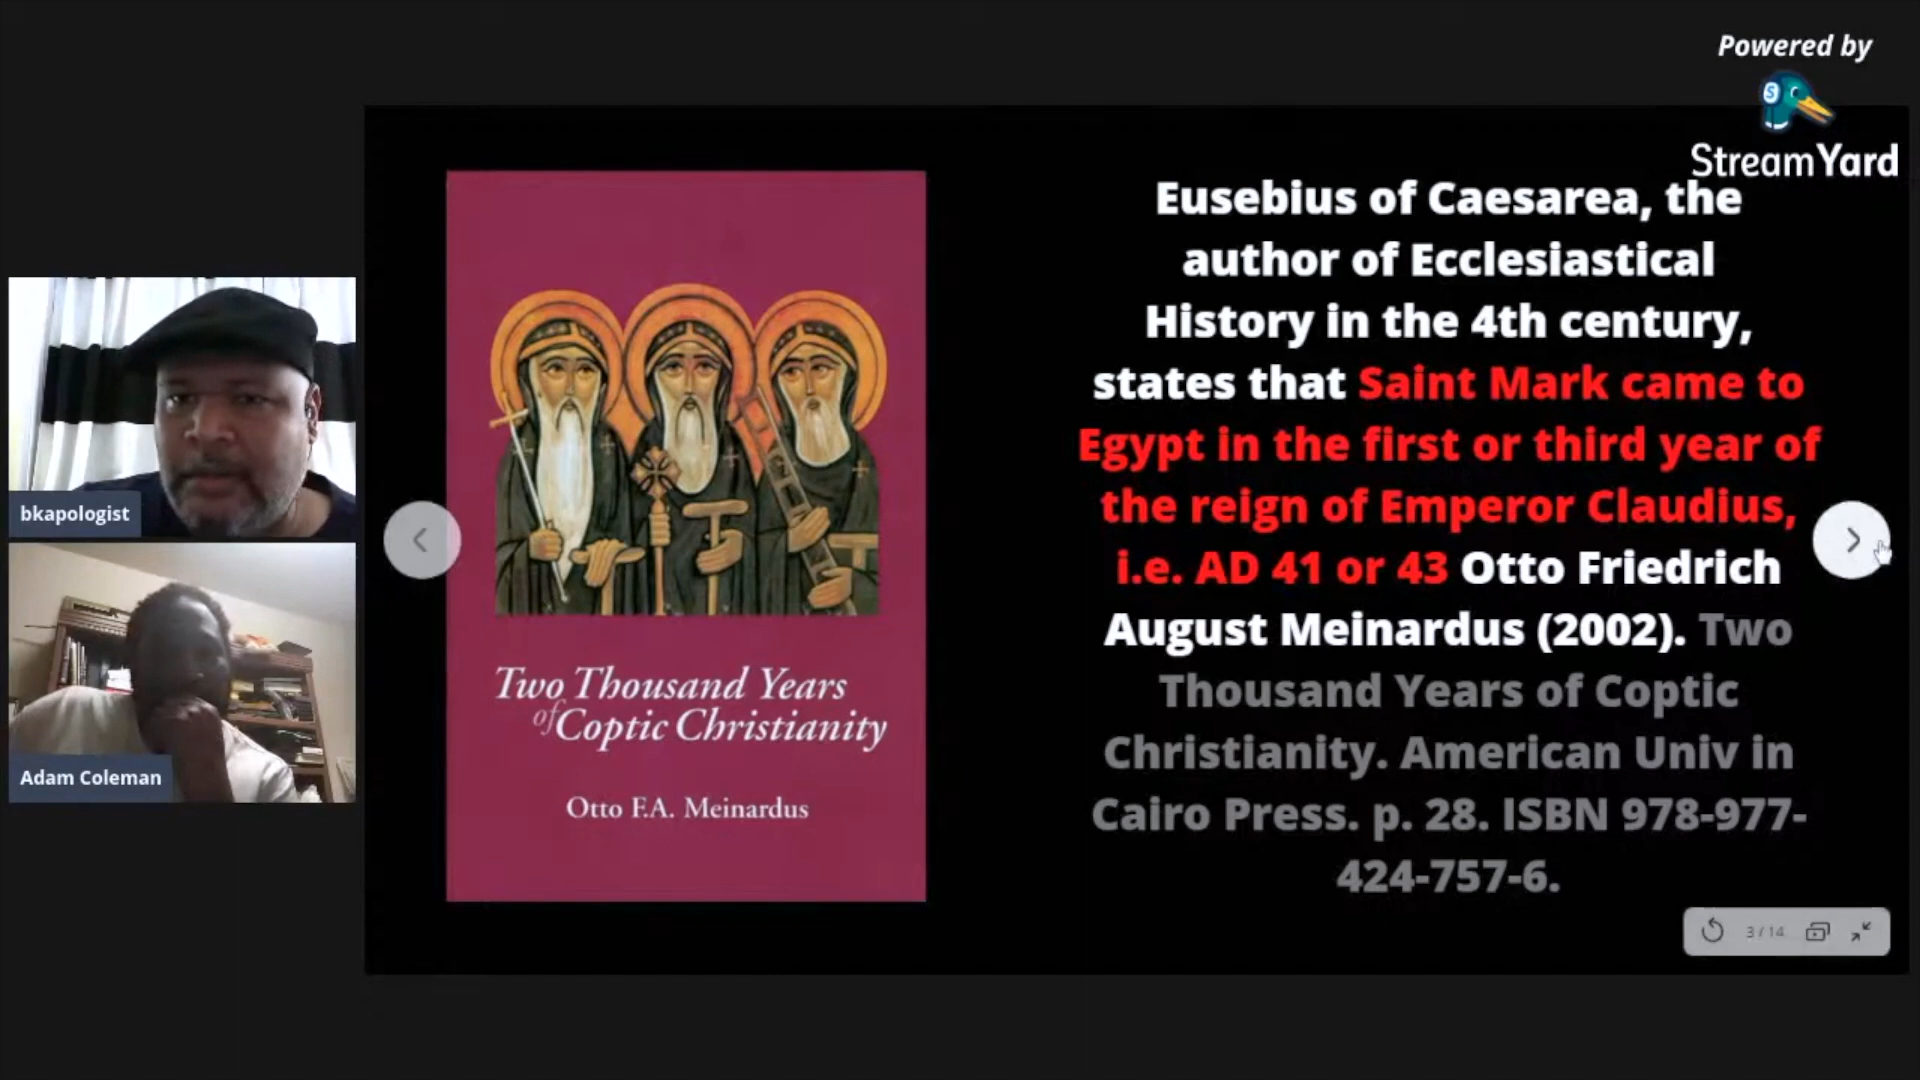 Powered by
StreamYard
bkapologist
Adam Coleman
Two Thousand Years
of Coptic Christianity
Otto F.A. Meinardus
Eusebius of Caesarea, the
author of Ecclesiastical
History in the 4th century,
states that Saint Mark came to
Egypt in the first or third year of
the reign of Emperor Claudius,
i.e. AD 41 or 43 Otto Friedrich
August Meinardus (2002). Two
Thousand Years of Coptic
Christianity. American Univ in
Cairo Press. p. 28. ISBN 978-977-
424-757-6.
3 / 14